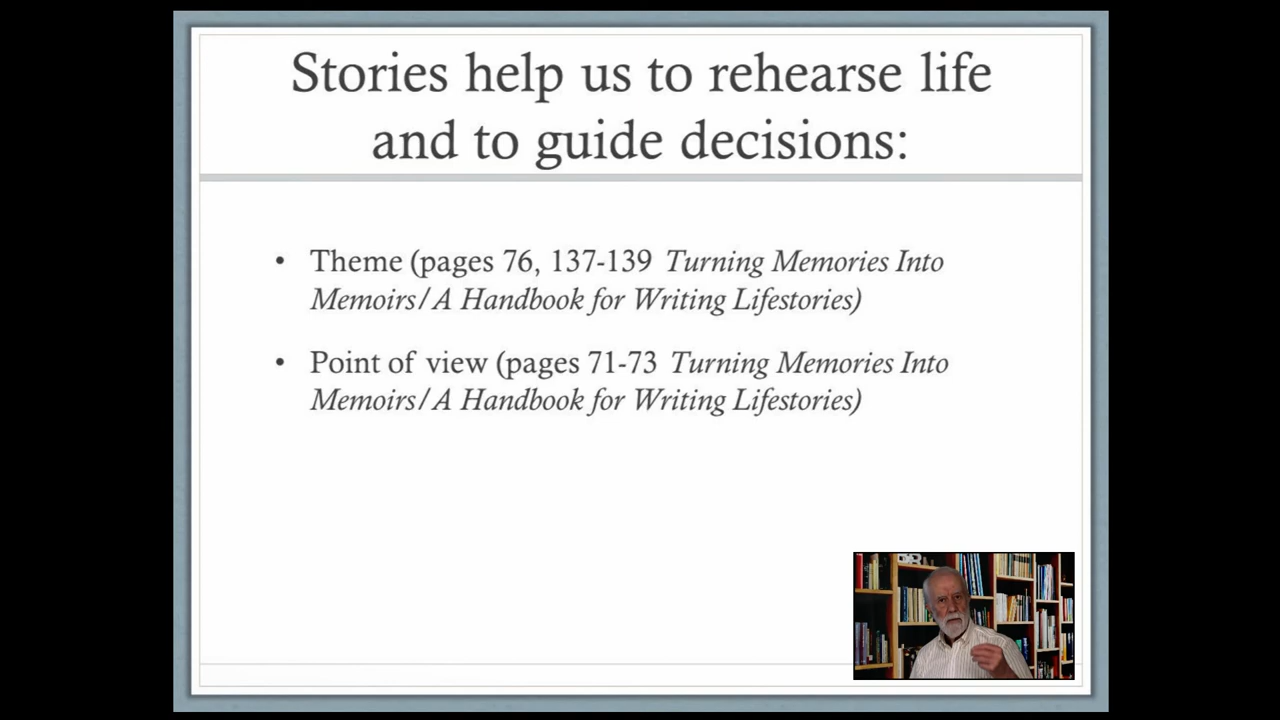 Stories help us to rehearse life
and to guide decisions:
• Theme (pages 76, 137-139 Turning Memories Into
Memoirs/A Handbook for Writing Lifestories)
• Point of view (pages 71-73 Turning Memories Into
Memoirs/A Handbook for Writing Lifestories)